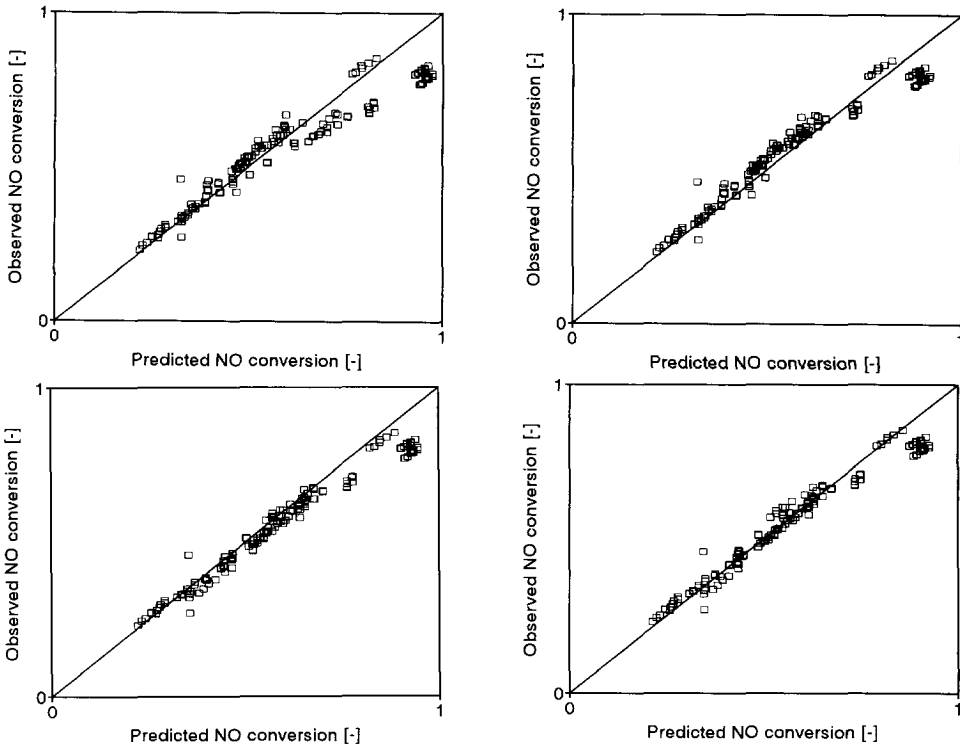 1
Observed NO conversion [-]
0
0
1
Predicted NO conversion [-]
1
Observed NO conversion [-]
0
0
1
Predicted NO conversion [-]
1
Observed NO conversion [-]
0
0
1
Predicted NO conversion [-]
1
Observed NO conversion [-]
0
0
1
Predicted NO conversion [-]